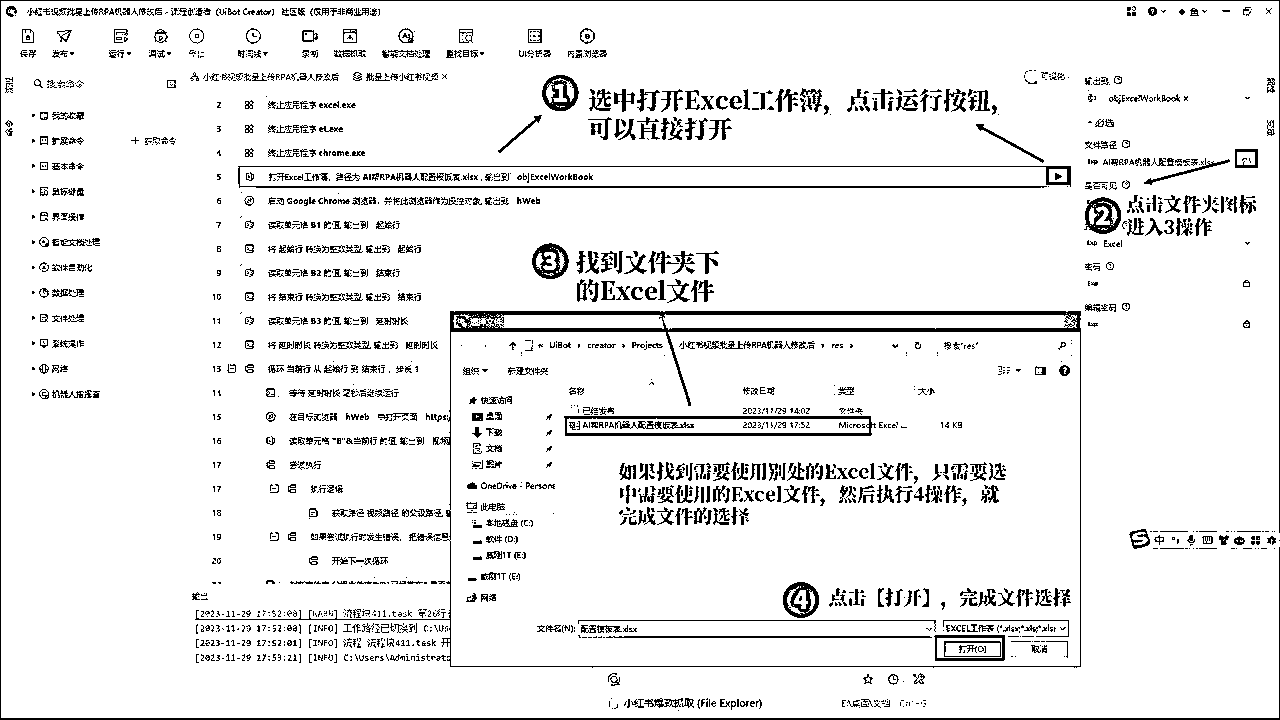 小红书视频批量上传RPA机器人修改后 - 流程创造者 (UiBot Creator) 社区版 (仅用于非商业用途)
保存 发布 运行 调试 停止 时间线 录制 数据抓取 智能文档处理 查找目标 UI分析器 内置浏览器
搜索命令
小红书视频批量上传RPA机器人修改后 批量上传小红书视频 ×
可视化
输出到
objExcelWorkBook ×
必选
文件路径
AI帮RPA机器人配置模板表.xlsx
是否可见
Excel
密码
编辑密码
我的收藏
扩展命令 + 获取命令
基本命令
鼠标键盘
界面操作
智能文档处理
软件自动化
数据处理
文件处理
系统操作
网络
机器人指挥官
① 选中打开Excel工作簿，点击运行按钮，
可以直接打开
② 点击文件夹图标
进入3操作
③ 找到文件夹下
的Excel文件
2 终止应用程序 excel.exe
3 终止应用程序 et.exe
4 终止应用程序 chrome.exe
5 打开Excel工作簿，路径为 AI帮RPA机器人配置模板表.xlsx , 输出到 objExcelWorkBook
6 启动 Google Chrome 浏览器，并将此浏览器作为操控对象, 输出到 hWeb
7 读取单元格 B1 的值, 输出到 起始行
8 将 起始行 转换为整数类型, 输出到 起始行
9 读取单元格 B2 的值, 输出到 结束行
10 将 结束行 转换为整数类型, 输出到 结束行
11 读取单元格 B3 的值, 输出到 延时时长
12 将 延时时长 转换为整数类型, 输出到 延时时长
13 循环 当前行 从 起始行 到 结束行 , 步长 1
14 等待 延时时长 毫秒后继续运行
15 在目标浏览器 hWeb 中打开页面 https:
16 读取单元格 "B"&当前行 的值, 输出到 视频
17 尝试执行
17 执行逻辑
18 获取路径 视频路径 的父级路径, 输
19 如果尝试执行时发生错误，把错误信息
20 开始下一次循环
UiBot › creator › Projects › 小红书视频批量上传RPA机器人修改后 › res ›
搜索"res"
组织 新建文件夹
名称 修改日期 类型 大小
已经发布 2023/11/29 14:02 文件夹
AI帮RPA机器人配置模板表.xlsx 2023/11/29 17:52 Microsoft Excel ... 14 KB
快速访问
桌面
下载
文档
图片
OneDrive - Persona
此电脑
本地磁盘 (C:)
软件 (D:)
威刚1T (E:)
威刚1T (E:)
网络
如果找到需要使用别处的Excel文件，只需要选
中需要使用的Excel文件，然后执行4操作，就
完成文件的选择
④ 点击【打开】，完成文件选择
文件名(N): 配置模板表.xlsx EXCEL工作表 (*.xlsx;*.xls;*.xlsr
打开(O) 取消
输出
[2023-11-29 17:52:00] [WARN] 流程块411.task 第26行
[2023-11-29 17:52:00] [INFO] 工作路径已切换到 C:\Use
[2023-11-29 17:52:01] [INFO] 流程 流程块411.task 开
[2023-11-29 17:53:21] [INFO] C:\Users\Administrato
中
小红书爆款抓取 (File Explorer) E:\桌面\文档 Ctrl+G